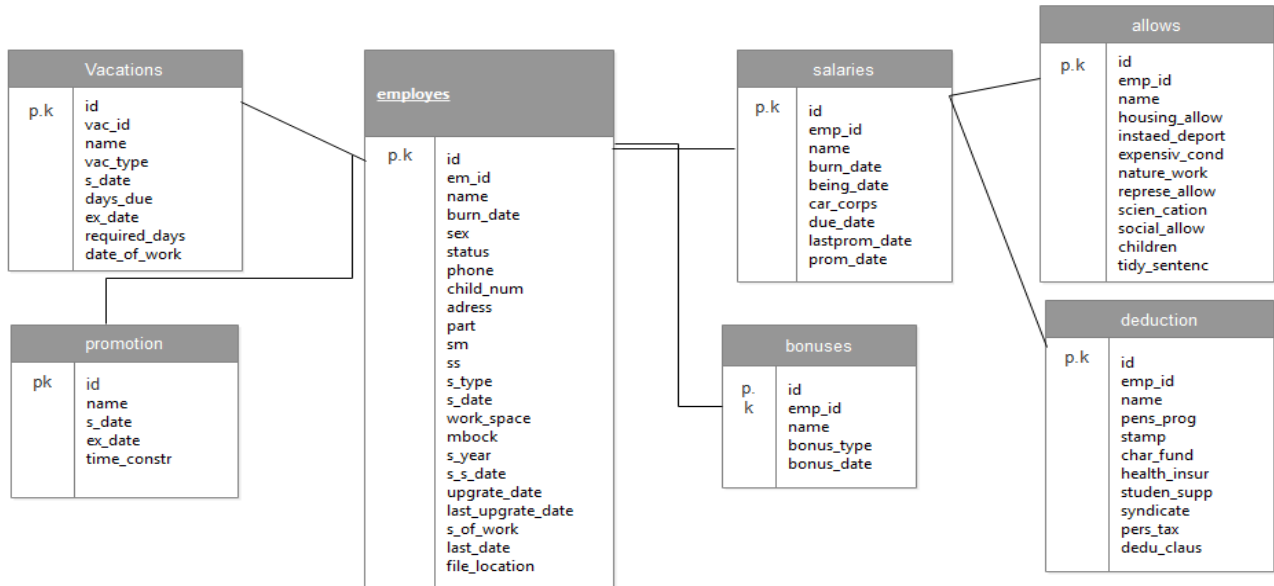 Vacations
p.k
id
vac_id
name
vac_type
s_date
days_due
ex_date
required_days
date_of_work
promotion
pk
id
name
s_date
ex_date
time_constr
employes
p.k
id
em_id
name
burn_date
sex
status
phone
child_num
adress
part
sm
ss
s_type
s_date
work_space
mbock
s_year
s_s_date
upgrate_date
last_upgrate_date
s_of_work
last_date
file_location
salaries
p.k
id
emp_id
name
burn_date
being_date
car_corps
due_date
lastprom_date
prom_date
bonuses
p.
k
id
emp_id
name
bonus_type
bonus_date
allows
p.k
id
emp_id
name
housing_allow
instaed_deport
expensiv_cond
nature_work
represe_allow
scien_cation
social_allow
children
tidy_sentenc
deduction
p.k
id
emp_id
name
pens_prog
stamp
char_fund
health_insur
studen_supp
syndicate
pers_tax
dedu_claus